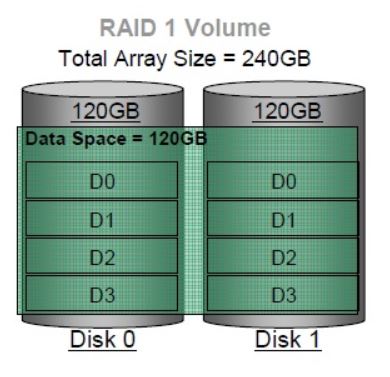 RAID 1 Volume
Total Array Size = 240GB
120GB 120GB
Data Space = 120GB
D0 D0
D1 D1
D2 D2
D3 D3
Disk 0 Disk 1